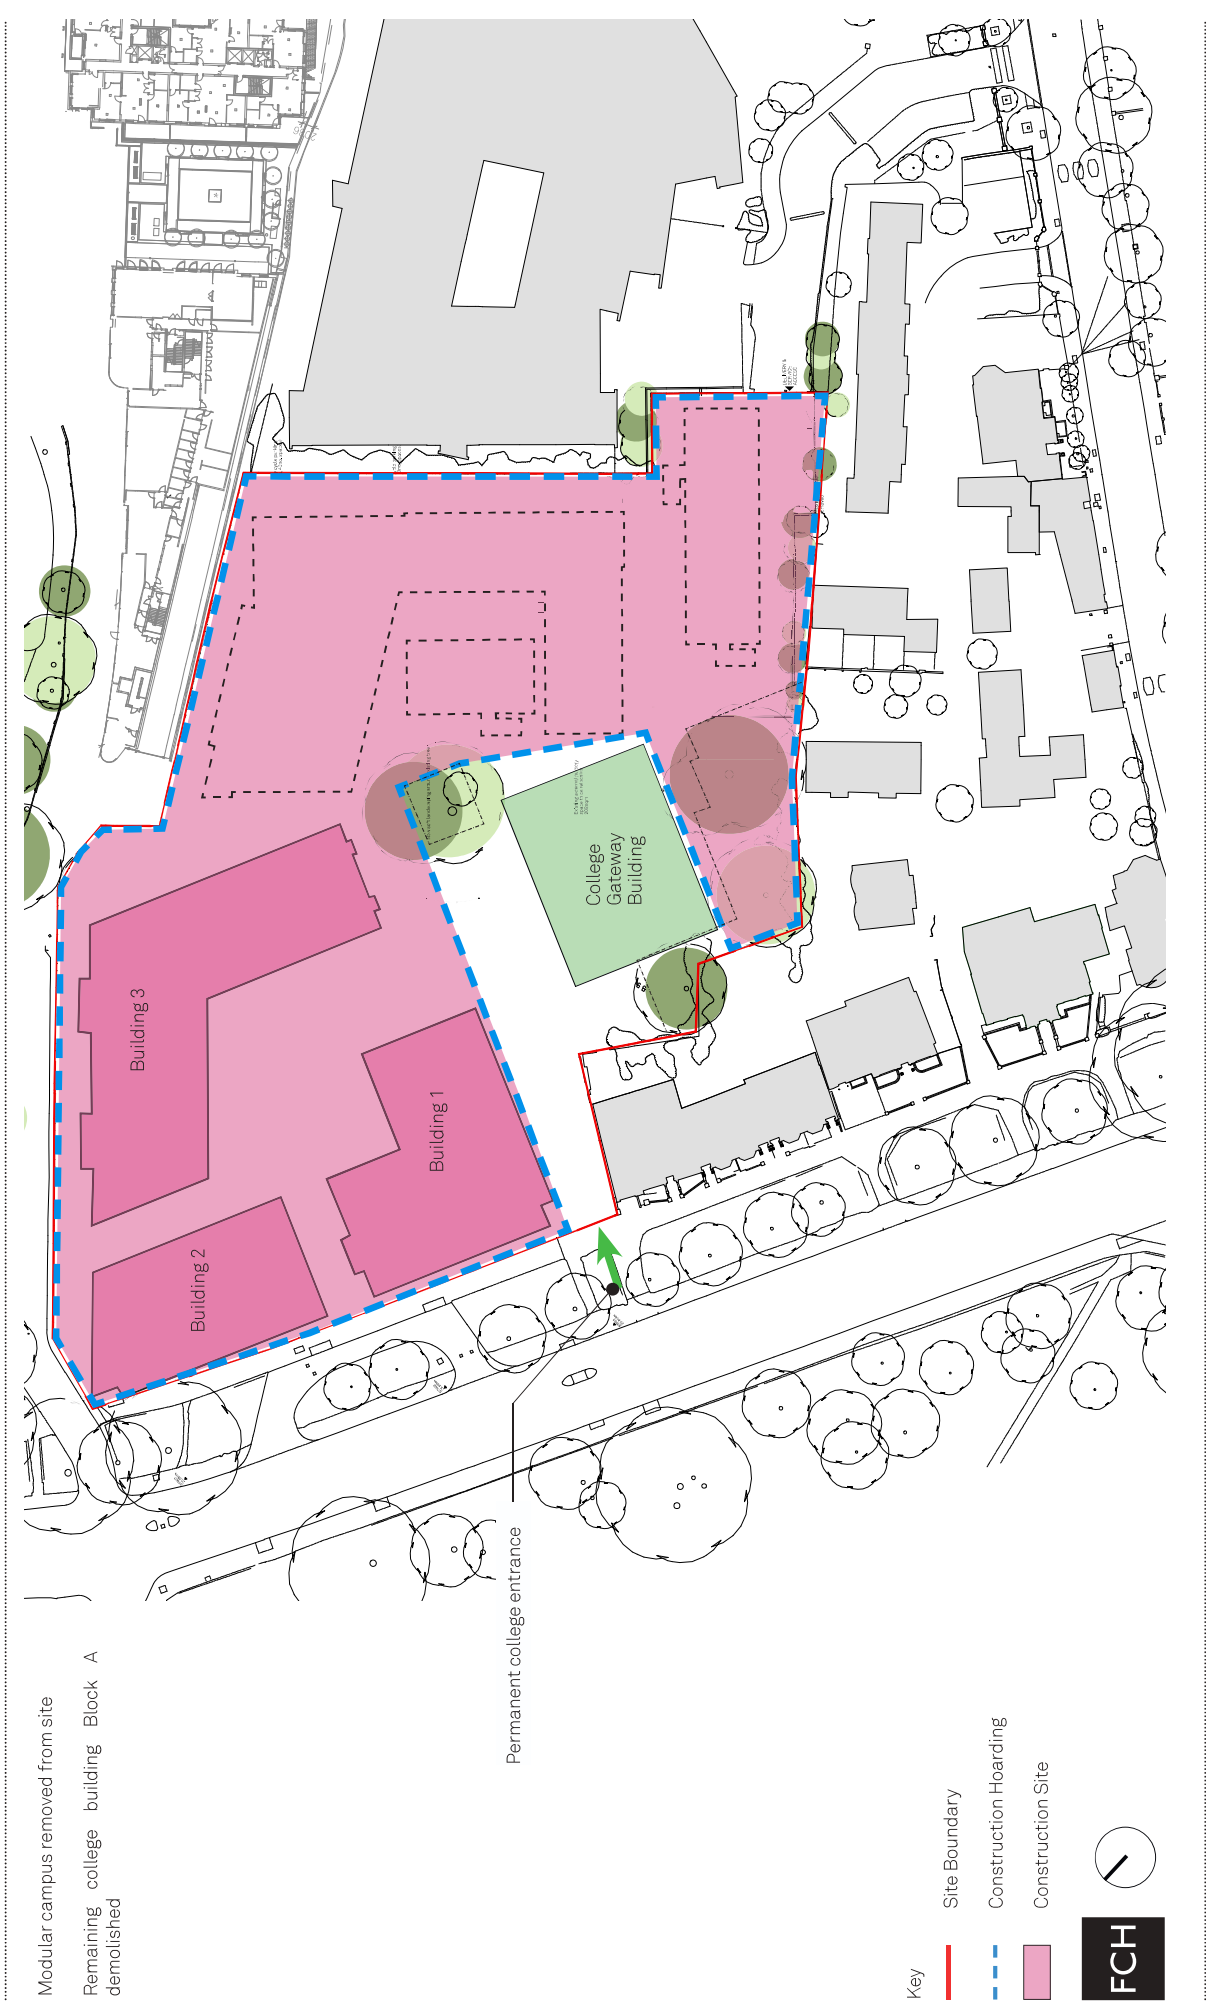 Modular campus removed from site
Remaining college building Block A
demolished
Permanent college entrance
Building 2
Building 3
Building 1
College
Gateway
Building
Key
Site Boundary
Construction Hoarding
Construction Site
FCH